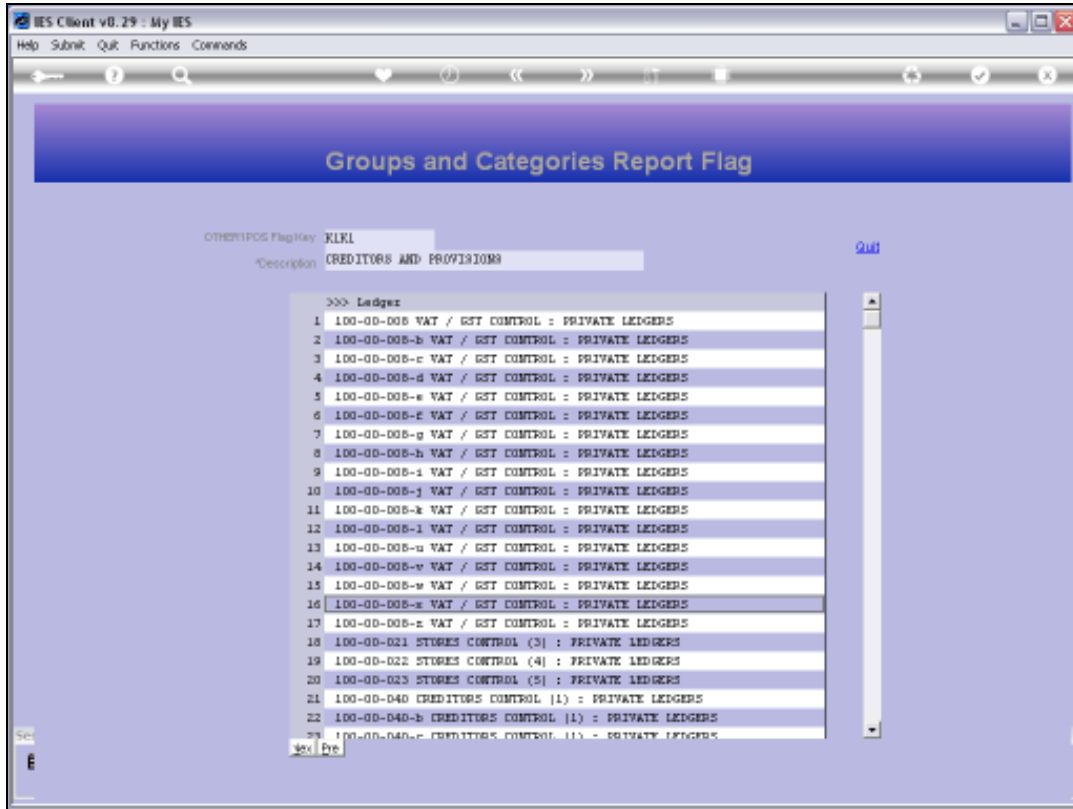 IES Client v8.29 : My IES
Help Submit Quit Functions Commands
Groups and Categories Report Flag
OTHER1POS Flag Key K1K1
Quit
*Description CREDITORS AND PROVISIONS
>>> Ledger
1 100-00-008 VAT / GST CONTROL : PRIVATE LEDGERS
2 100-00-008-b VAT / GST CONTROL : PRIVATE LEDGERS
3 100-00-008-c VAT / GST CONTROL : PRIVATE LEDGERS
4 100-00-008-d VAT / GST CONTROL : PRIVATE LEDGERS
5 100-00-008-e VAT / GST CONTROL : PRIVATE LEDGERS
6 100-00-008-f VAT / GST CONTROL : PRIVATE LEDGERS
7 100-00-008-g VAT / GST CONTROL : PRIVATE LEDGERS
8 100-00-008-h VAT / GST CONTROL : PRIVATE LEDGERS
9 100-00-008-i VAT / GST CONTROL : PRIVATE LEDGERS
10 100-00-008-j VAT / GST CONTROL : PRIVATE LEDGERS
11 100-00-008-k VAT / GST CONTROL : PRIVATE LEDGERS
12 100-00-008-l VAT / GST CONTROL : PRIVATE LEDGERS
13 100-00-008-u VAT / GST CONTROL : PRIVATE LEDGERS
14 100-00-008-v VAT / GST CONTROL : PRIVATE LEDGERS
15 100-00-008-w VAT / GST CONTROL : PRIVATE LEDGERS
16 100-00-008-x VAT / GST CONTROL : PRIVATE LEDGERS
17 100-00-008-z VAT / GST CONTROL : PRIVATE LEDGERS
18 100-00-021 STORES CONTROL (3) : PRIVATE LEDGERS
19 100-00-022 STORES CONTROL (4) : PRIVATE LEDGERS
20 100-00-023 STORES CONTROL (5) : PRIVATE LEDGERS
21 100-00-040 CREDITORS CONTROL (1) : PRIVATE LEDGERS
22 100-00-040-b CREDITORS CONTROL (1) : PRIVATE LEDGERS
23 100-00-040-c CREDITORS CONTROL (1) : PRIVATE LEDGERS
Nex Pre